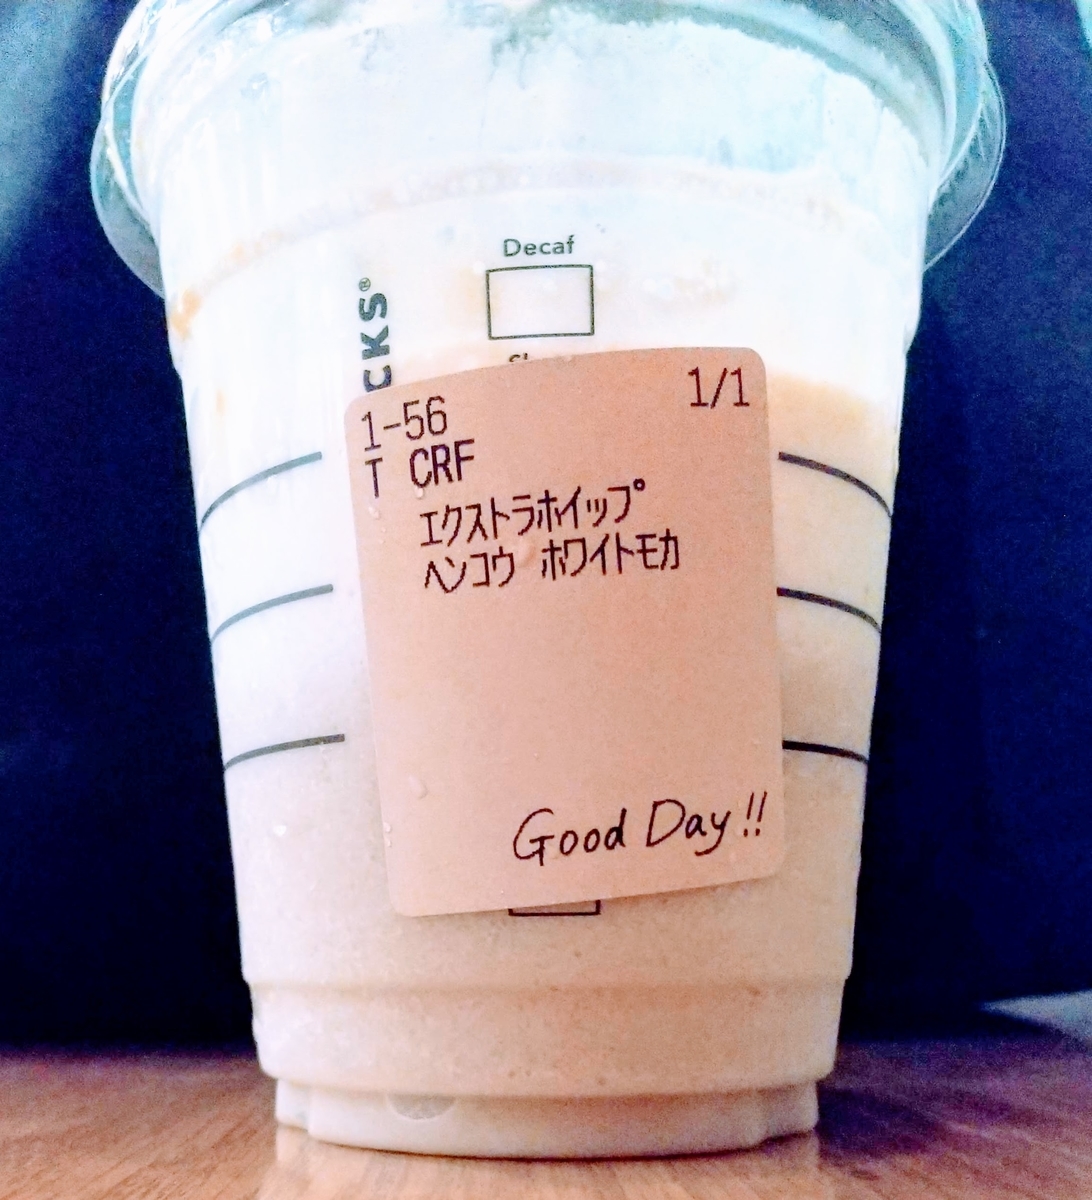 Decaf
CKS®
1-56 1/1
T CRF
エクストラホイップ
ヘンコウ ホワイトモカ
Good Day!!